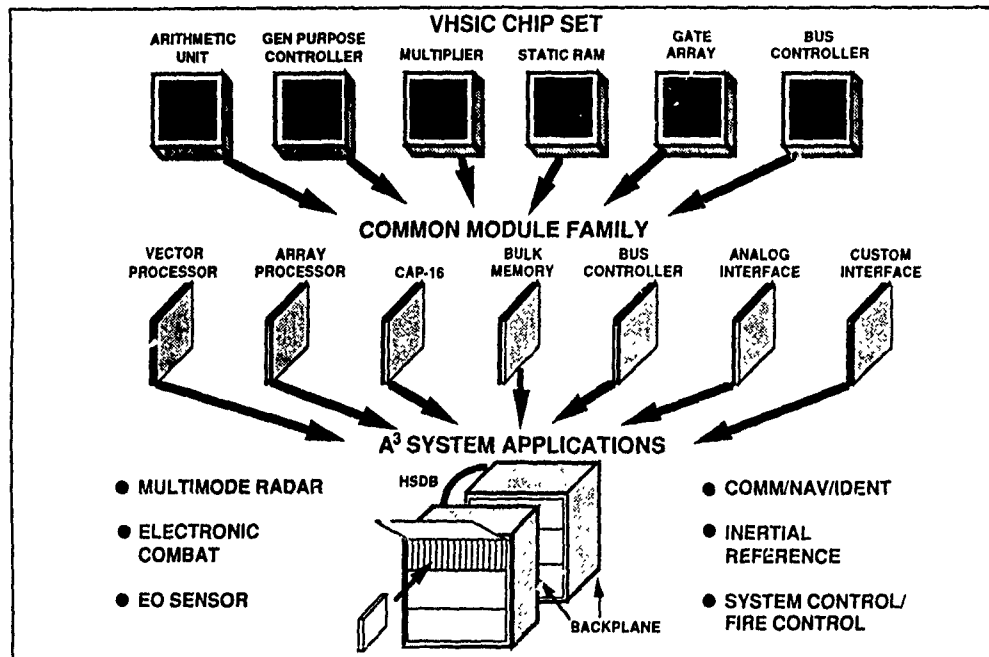 VHSIC CHIP SET
ARITHMETIC
UNIT
GEN PURPOSE
CONTROLLER
MULTIPLIER
STATIC RAM
GATE
ARRAY
BUS
CONTROLLER
COMMON MODULE FAMILY
VECTOR
PROCESSOR
ARRAY
PROCESSOR
CAP-16
BULK
MEMORY
BUS
CONTROLLER
ANALOG
INTERFACE
CUSTOM
INTERFACE
A³ SYSTEM APPLICATIONS
● MULTIMODE RADAR
● ELECTRONIC
COMBAT
● EO SENSOR
HSDB
BACKPLANE
● COMM/NAV/IDENT
● INERTIAL
REFERENCE
● SYSTEM CONTROL/
FIRE CONTROL